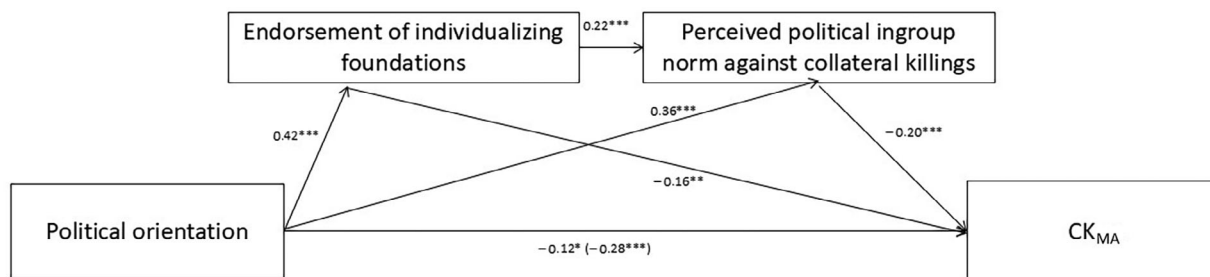 Endorsement of individualizing
foundations
0.22***
Perceived political ingroup
norm against collateral killings
0.42***
0.36***
−0.20***
−0.16**
Political orientation
−0.12* (−0.28***)
CKMA